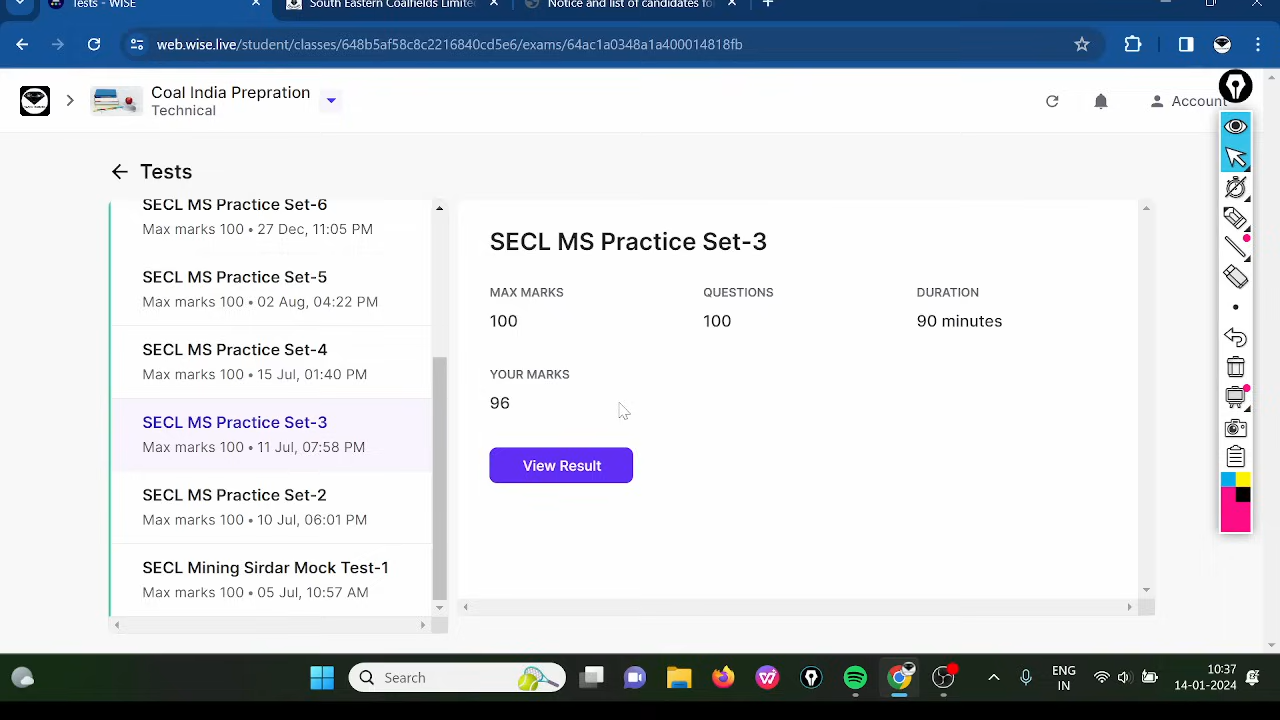 Tests - WISE
South Eastern Coalfields Limited
Notice and list of candidates fo
web.wise.live/student/classes/648b5af58c8c2216840cd5e6/exams/64ac1a0348a1a400014818fb
Coal India Prepration
Technical
Account
Tests
SECL MS Practice Set-6
Max marks 100 • 27 Dec, 11:05 PM
SECL MS Practice Set-5
Max marks 100 • 02 Aug, 04:22 PM
SECL MS Practice Set-4
Max marks 100 • 15 Jul, 01:40 PM
SECL MS Practice Set-3
Max marks 100 • 11 Jul, 07:58 PM
SECL MS Practice Set-2
Max marks 100 • 10 Jul, 06:01 PM
SECL Mining Sirdar Mock Test-1
Max marks 100 • 05 Jul, 10:57 AM
SECL MS Practice Set-3
MAX MARKS QUESTIONS DURATION
100 100 90 minutes
YOUR MARKS
96
View Result
Search
ENG
IN
10:37
14-01-2024